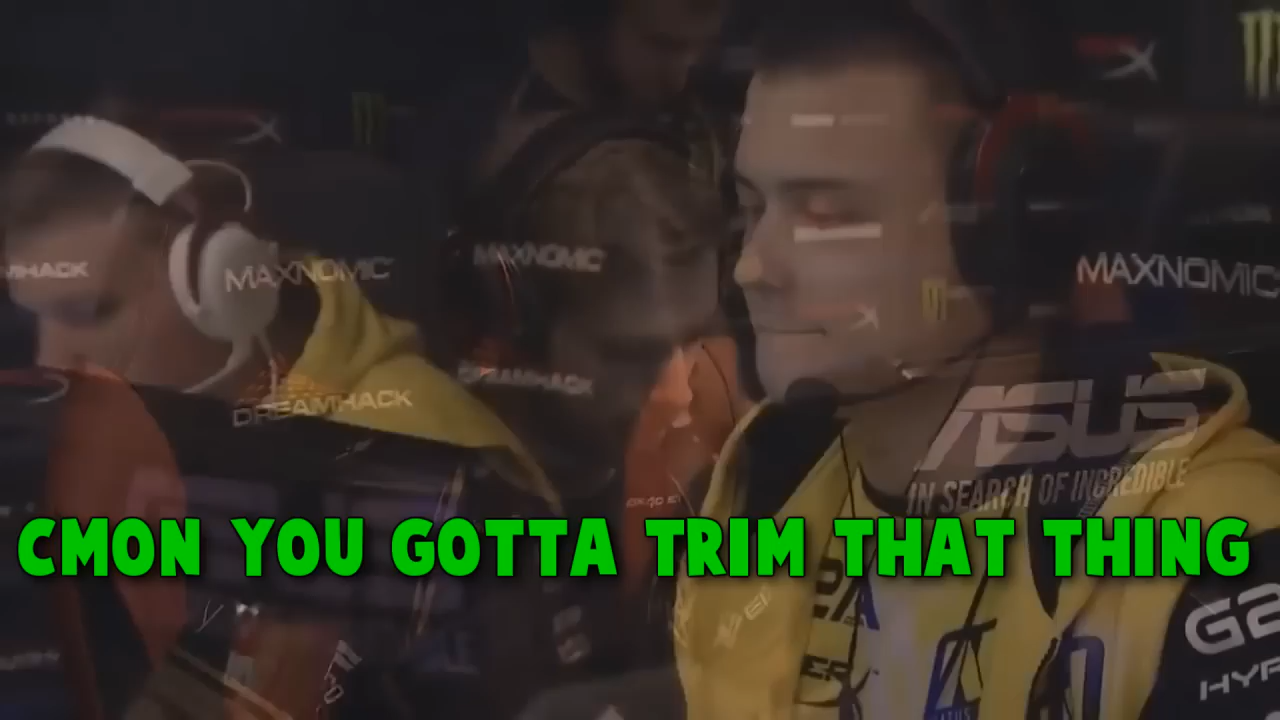 MAXNOMIC
MAXNOMIC
MAXNOMIC
DREAMHACK
DREAMHACK
ASUS
IN SEARCH OF INCREDIBLE
CMON YOU GOTTA TRIM THAT THING
G2